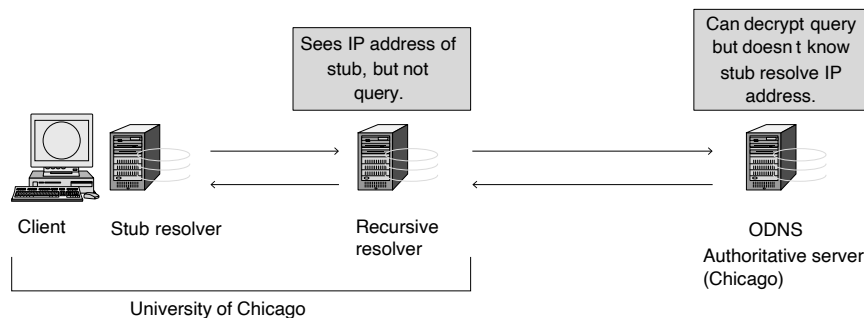 Sees IP address of
stub, but not
query.
Can decrypt query
but doesn t know
stub resolve IP
address.
Client
Stub resolver
Recursive
resolver
ODNS
Authoritative server
(Chicago)
University of Chicago